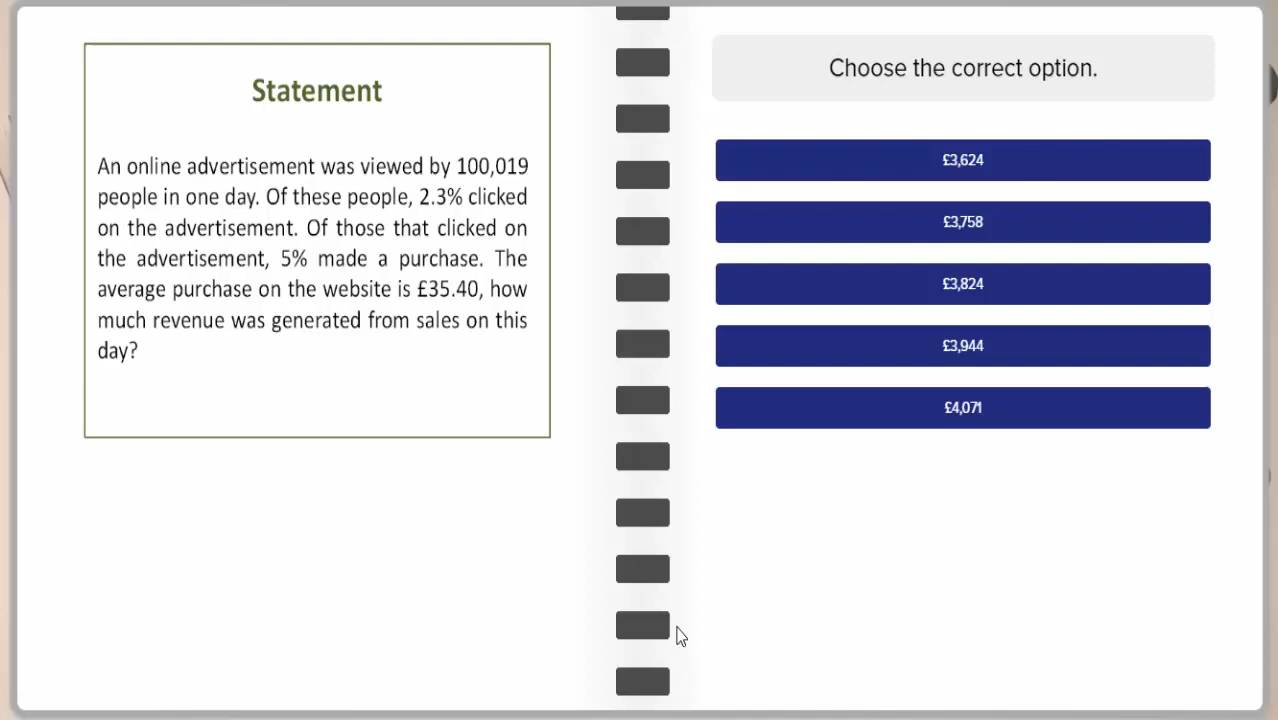 Statement
An online advertisement was viewed by 100,019
people in one day. Of these people, 2.3% clicked
on the advertisement. Of those that clicked on
the advertisement, 5% made a purchase. The
average purchase on the website is £35.40, how
much revenue was generated from sales on this
day?
Choose the correct option.
£3,624
£3,758
£3,824
£3,944
£4,071